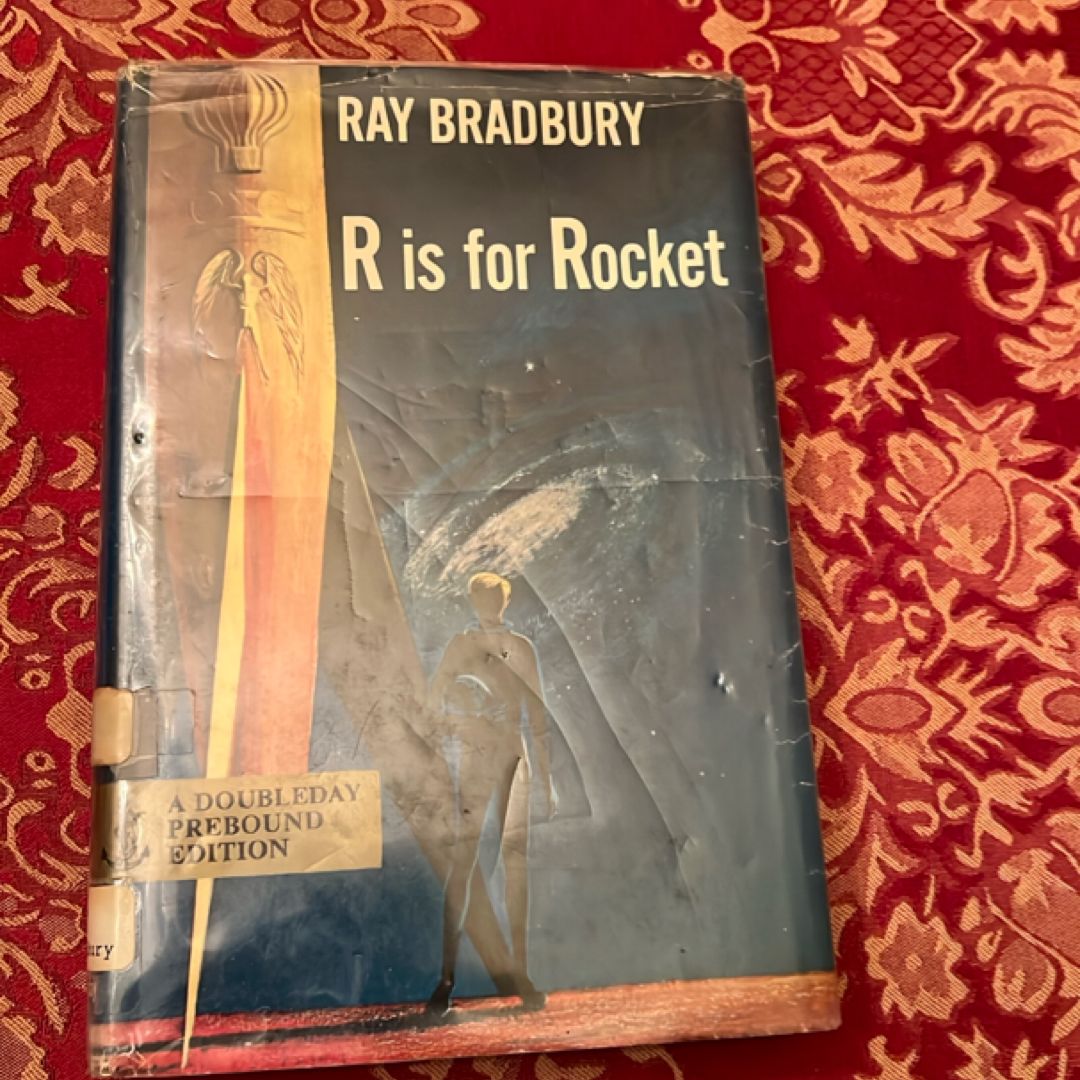 RAY BRADBURY
R is for Rocket
A DOUBLEDAY
PREBOUND
EDITION